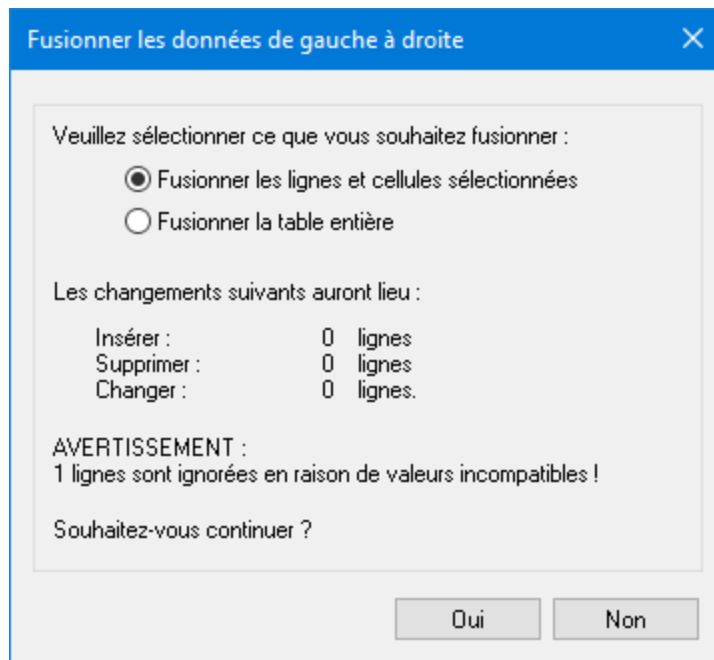 Fusionner les données de gauche à droite
Veuillez sélectionner ce que vous souhaitez fusionner :
Fusionner les lignes et cellules sélectionnées
Fusionner la table entière
Les changements suivants auront lieu :
Insérer : 0 lignes
Supprimer : 0 lignes
Changer : 0 lignes.
AVERTISSEMENT :
1 lignes sont ignorées en raison de valeurs incompatibles !
Souhaitez-vous continuer ?
Oui Non